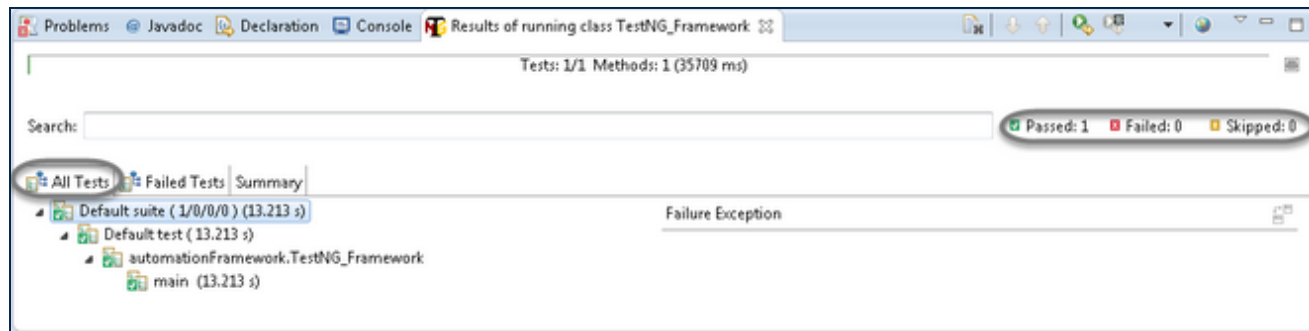 Problems @ Javadoc Declaration Console Results of running class TestNG_Framework
Tests: 1/1 Methods: 1 (35709 ms)
Search: Passed: 1 Failed: 0 Skipped: 0
All Tests Failed Tests Summary
Default suite ( 1/0/0/0 ) (13.213 s) Failure Exception
Default test ( 13.213 s)
automationFramework.TestNG_Framework
main (13.213 s)